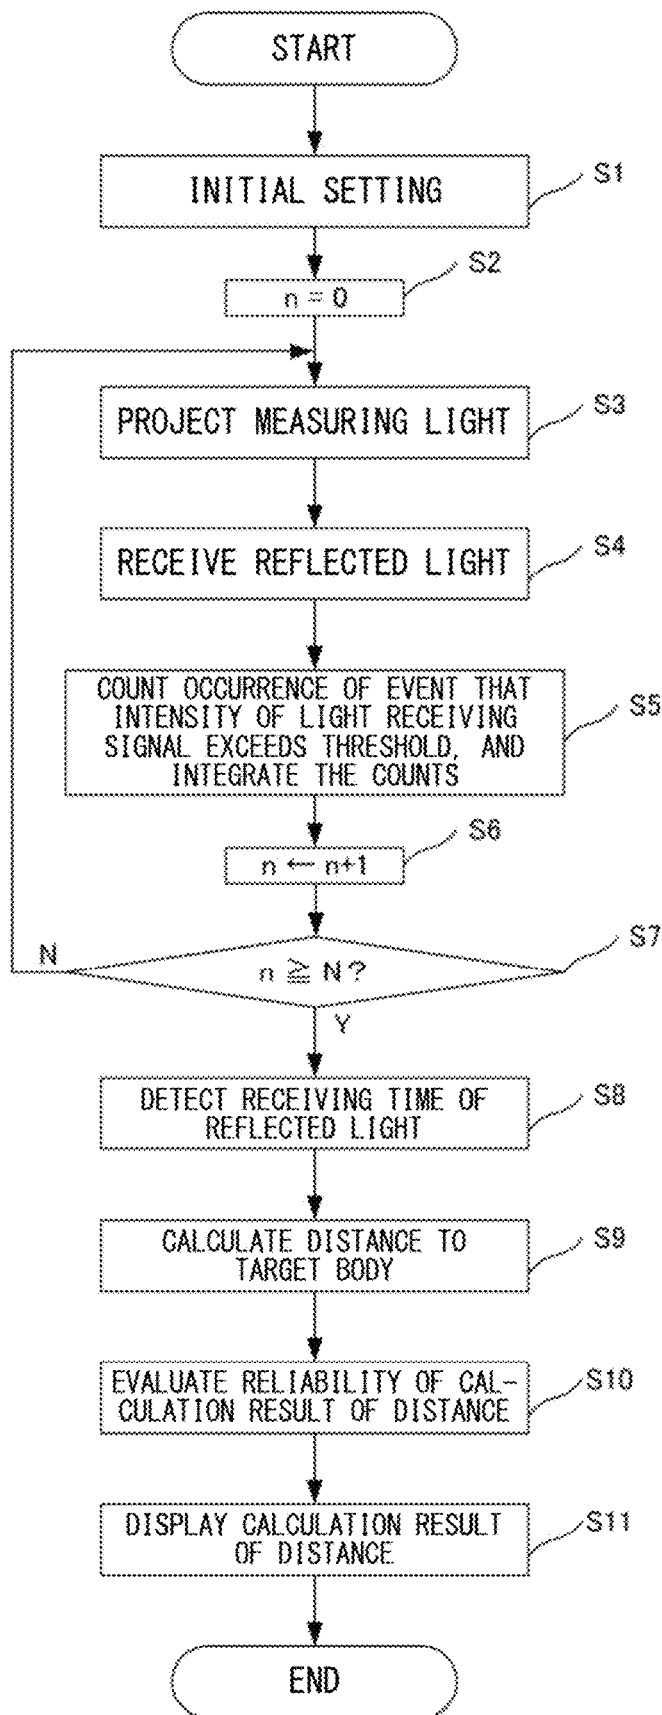 START
INITIAL SETTING
S1
n = 0
S2
PROJECT MEASURING LIGHT
S3
RECEIVE REFLECTED LIGHT
S4
COUNT OCCURRENCE OF EVENT THAT
INTENSITY OF LIGHT RECEIVING
SIGNAL EXCEEDS THRESHOLD, AND
INTEGRATE THE COUNTS
S5
n ← n+1
S6
N
n ≧ N?
S7
Y
DETECT RECEIVING TIME OF
REFLECTED LIGHT
S8
CALCULATE DISTANCE TO
TARGET BODY
S9
EVALUATE RELIABILITY OF CAL-
CULATION RESULT OF DISTANCE
S10
DISPLAY CALCULATION RESULT
OF DISTANCE
S11
END